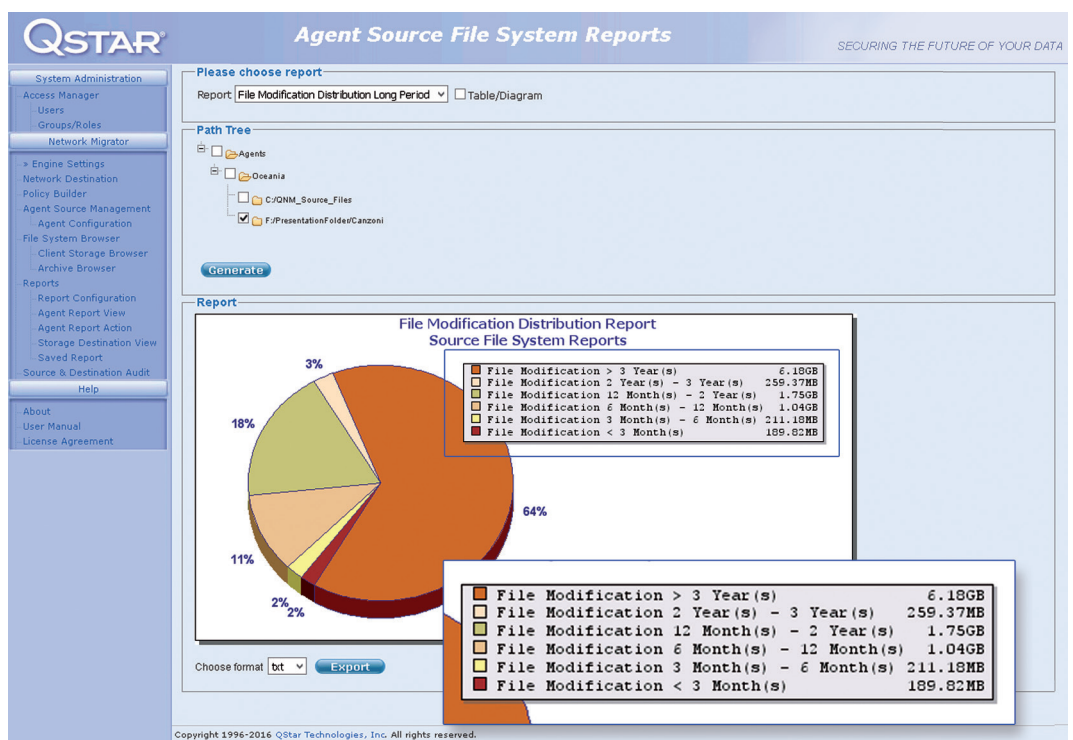 QSTAR
Agent Source File System Reports
SECURING THE FUTURE OF YOUR DATA
System Administration
Access Manager
Users
Groups/Roles
Network Migrator
» Engine Settings
Network Destination
Policy Builder
Agent Source Management
Agent Configuration
File System Browser
Client Storage Browser
Archive Browser
Reports
Report Configuration
Agent Report View
Agent Report Action
Storage Destination View
Saved Report
Source & Destination Audit
Help
About
User Manual
License Agreement
Please choose report
Report File Modification Distribution Long Period Table/Diagram
Path Tree
Agents
Oceania
C:/QNM_Source_Files
F:/PresentationFolder/Canzoni
Generate
Report
File Modification Distribution Report
Source File System Reports
File Modification > 3 Year(s) 6.18GB
File Modification 2 Year(s) - 3 Year(s) 259.37MB
File Modification 12 Month(s) - 2 Year(s) 1.75GB
File Modification 6 Month(s) - 12 Month(s) 1.04GB
File Modification 3 Month(s) - 6 Month(s) 211.18MB
File Modification < 3 Month(s) 189.82MB
3%
18%
64%
11%
2%
2%
File Modification > 3 Year(s) 6.18GB
File Modification 2 Year(s) - 3 Year(s) 259.37MB
File Modification 12 Month(s) - 2 Year(s) 1.75GB
File Modification 6 Month(s) - 12 Month(s) 1.04GB
File Modification 3 Month(s) - 6 Month(s) 211.18MB
File Modification < 3 Month(s) 189.82MB
Choose format txt Export
Copyright 1996-2016 QStar Technologies, Inc. All rights reserved.